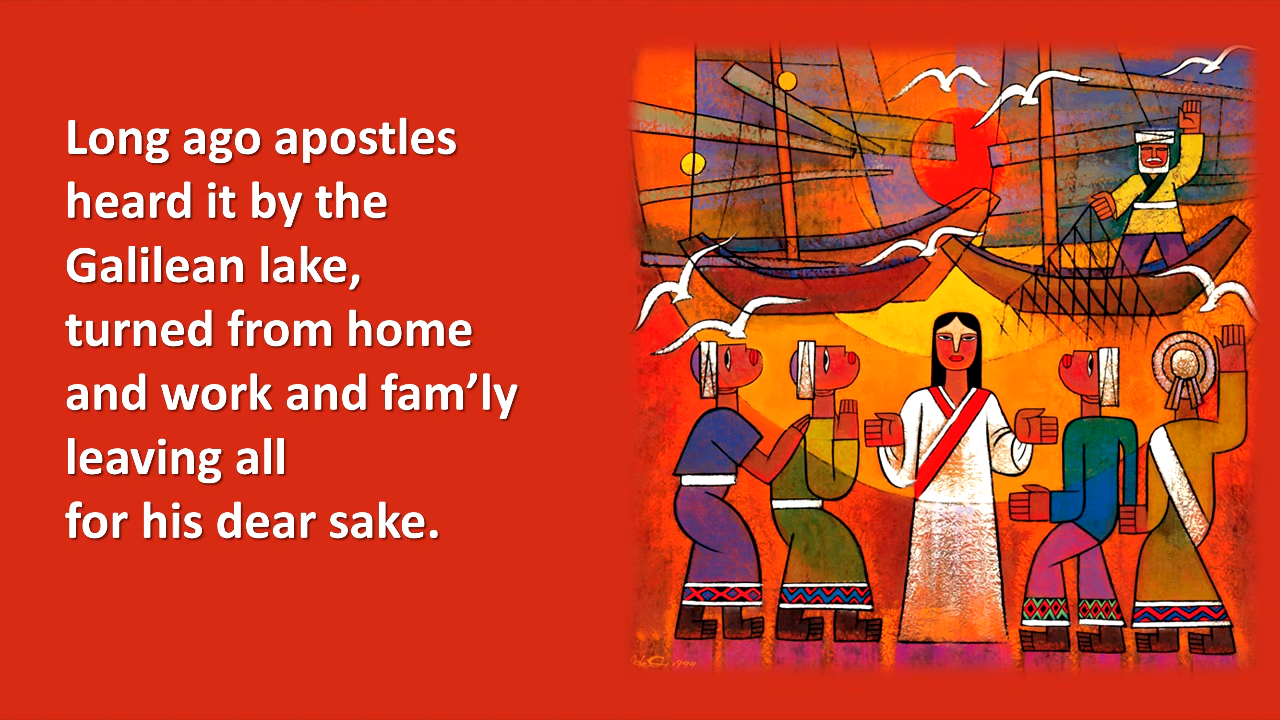 Long ago apostles
heard it by the
Galilean lake,
turned from home
and work and fam’ly
leaving all
for his dear sake.